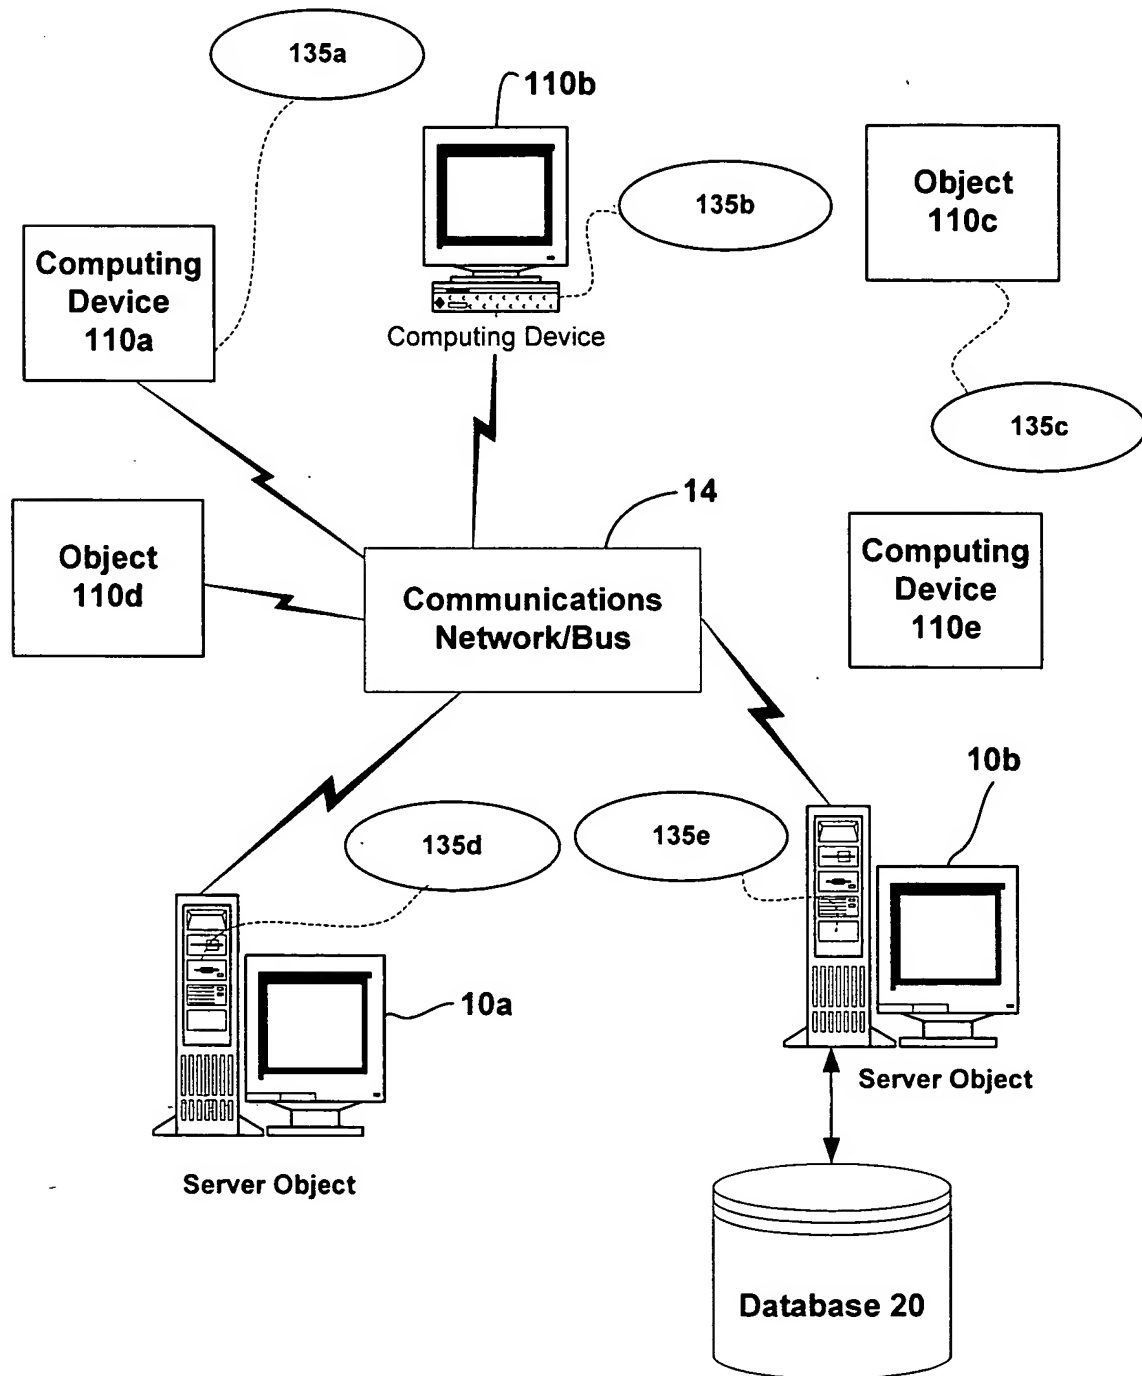 135a
110b
135b
Object
110c
Computing
Device
110a
Computing Device
135c
14
Object
110d
Communications
Network/Bus
Computing
Device
110e
10b
135d
135e
10a
Server Object
Server Object
Database 20